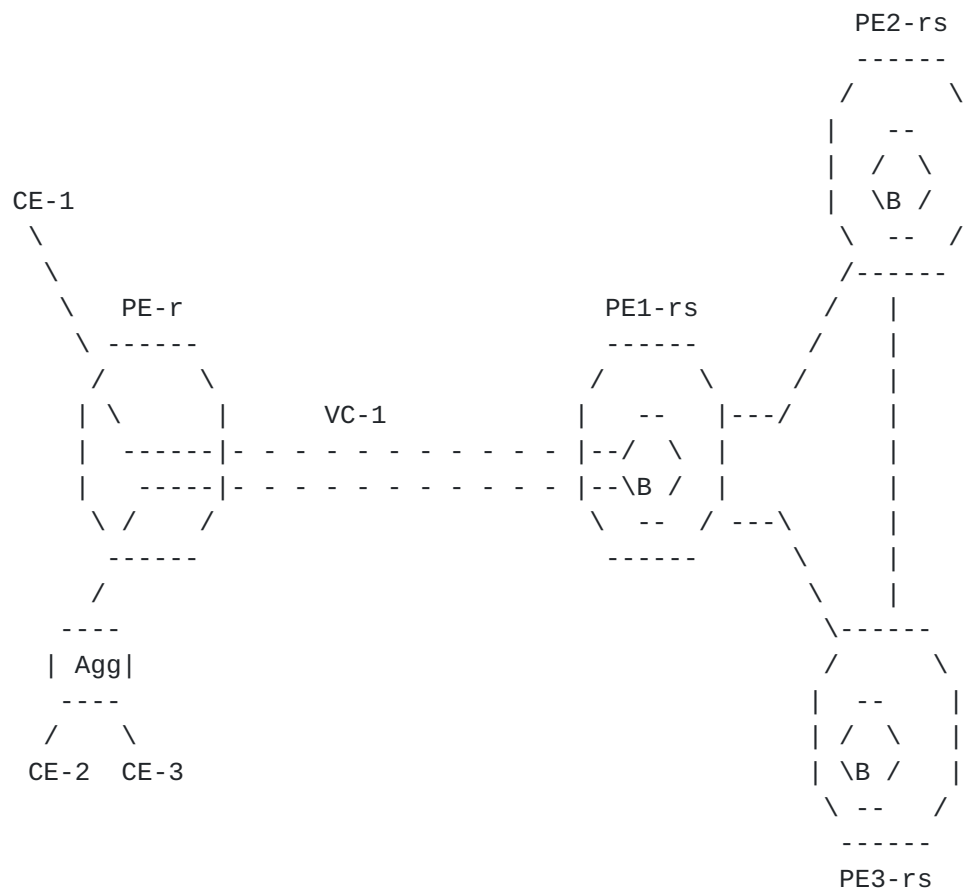 PE2-rs
CE-1
\B /
PE-r
PE1-rs
VC-1
\B /
Agg
CE-2 CE-3
\B /
PE3-rs